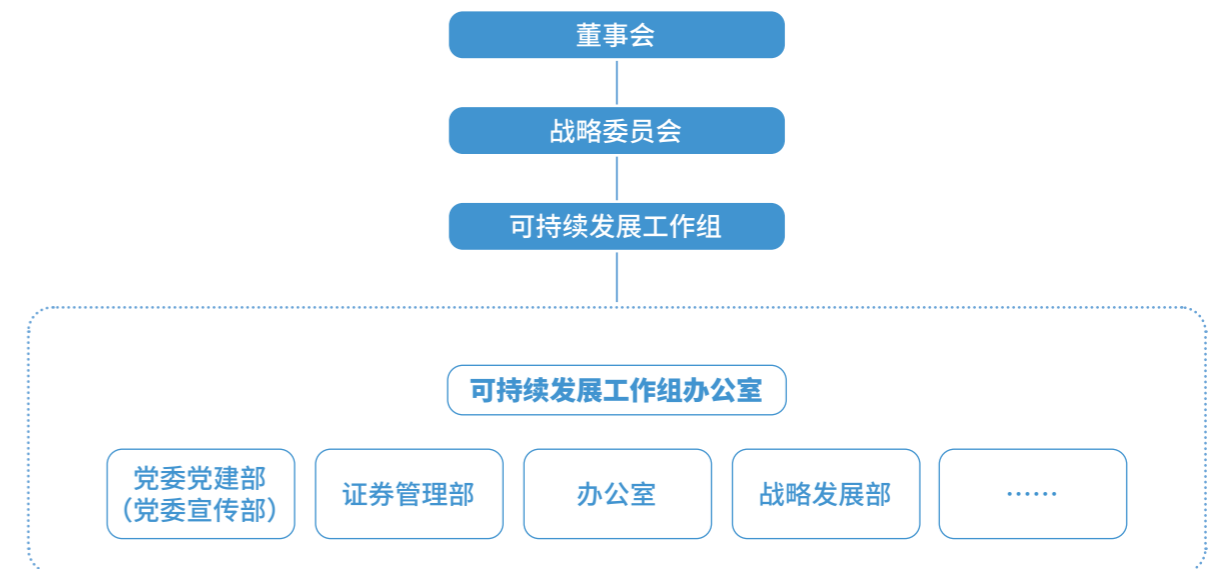 董事会
战略委员会
可持续发展工作组
可持续发展工作组办公室
党委党建部
（党委宣传部）
证券管理部
办公室
战略发展部
……